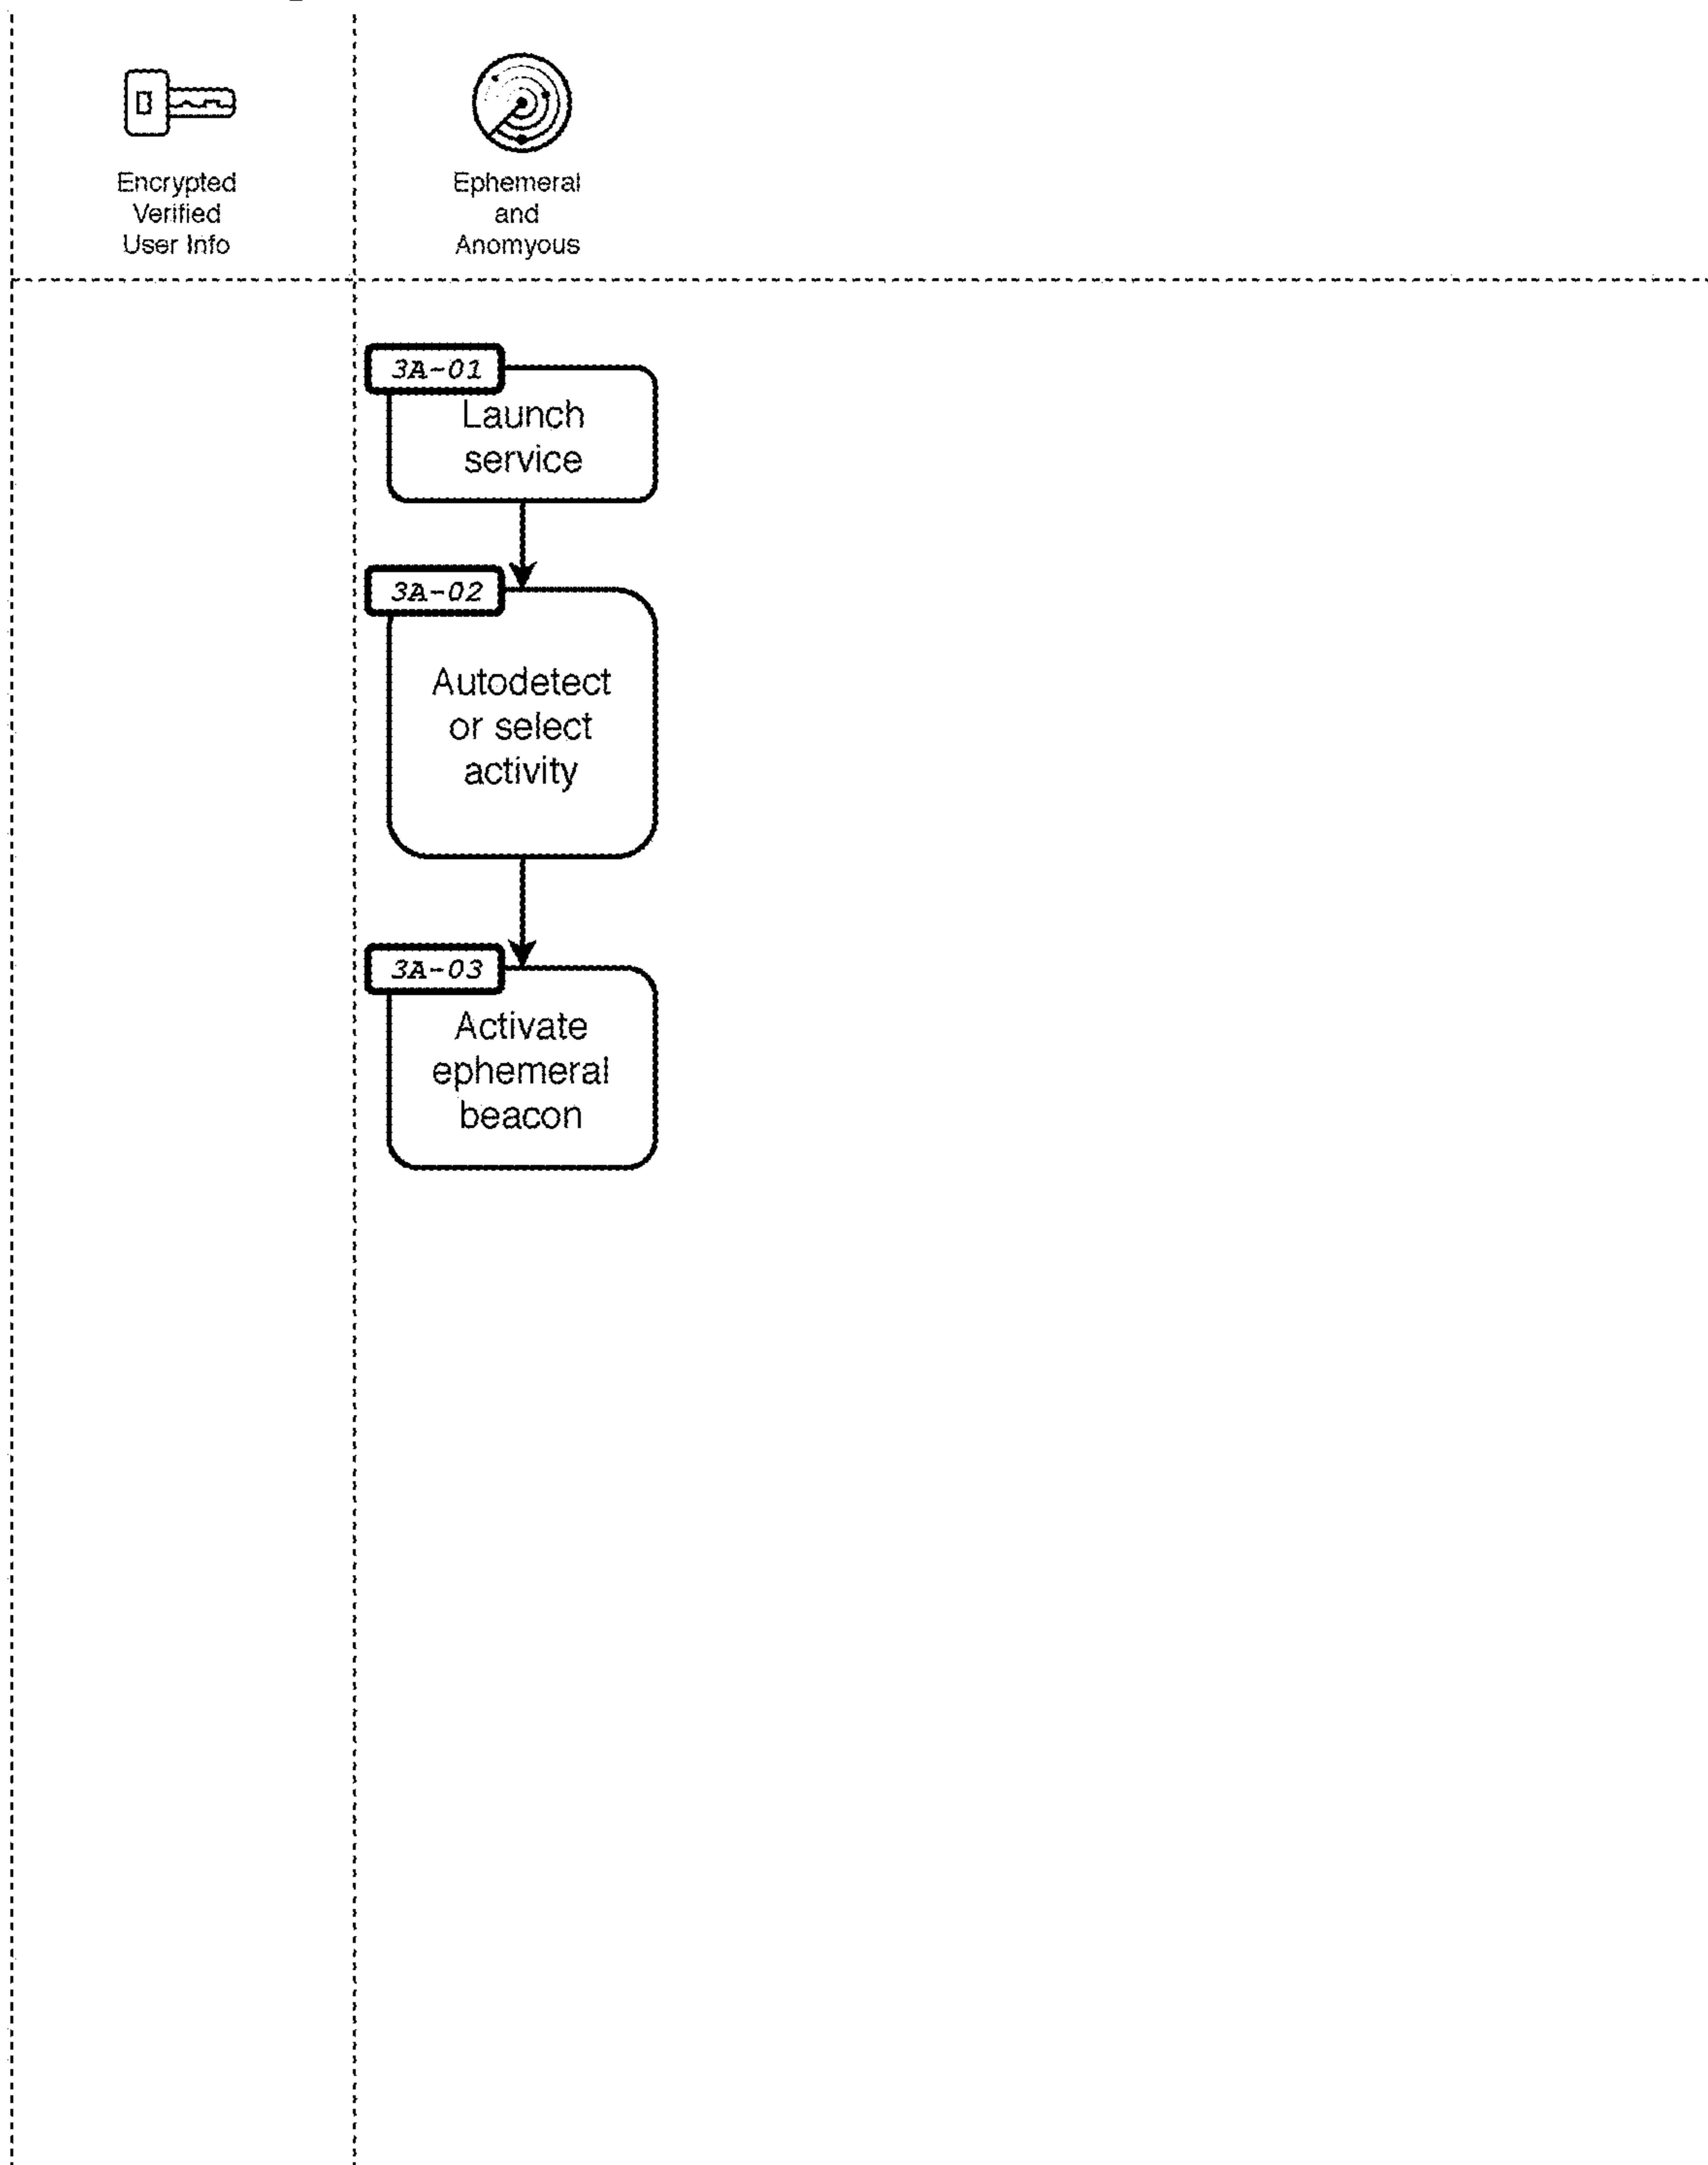 Encrypted
Verified
User Info
Ephemeral
and
Anomyous
3A-01
Launch
service
3A-02
Autodetect
or select
activity
3A-03
Activate
ephemeral
beacon